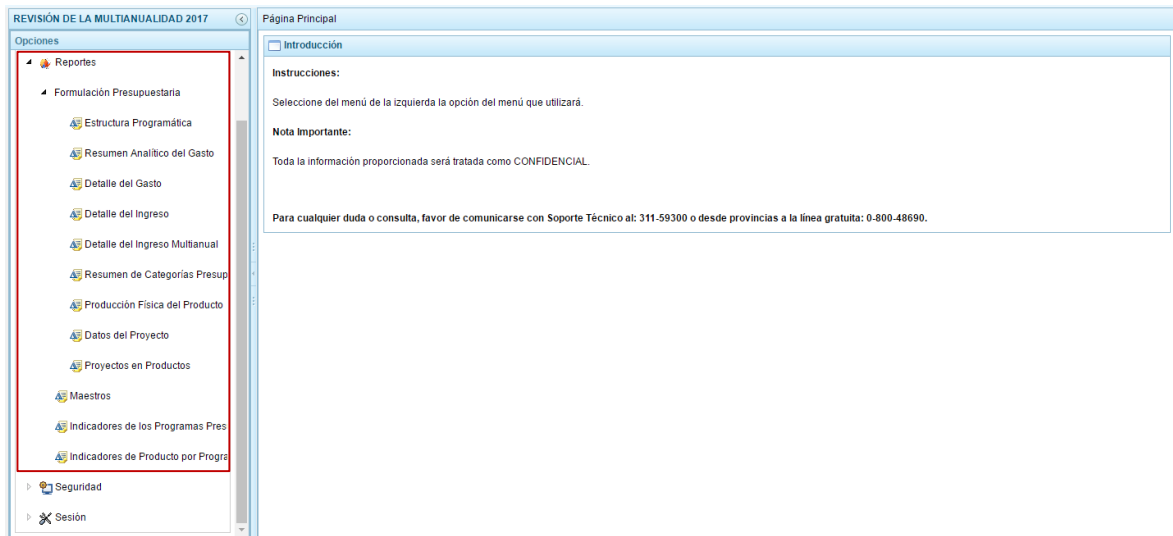 REVISIÓN DE LA MULTIANUALIDAD 2017
Opciones
Reportes
Formulación Presupuestaria
Estructura Programática
Resumen Analítico del Gasto
Detalle del Gasto
Detalle del Ingreso
Detalle del Ingreso Multianual
Resumen de Categorías Presup
Producción Física del Producto
Datos del Proyecto
Proyectos en Productos
Maestros
Indicadores de los Programas Pres
Indicadores de Producto por Progra
Seguridad
Sesión
Página Principal
Introducción
Instrucciones:
Seleccione del menú de la izquierda la opción del menú que utilizará.
Nota Importante:
Toda la información proporcionada será tratada como CONFIDENCIAL.
Para cualquier duda o consulta, favor de comunicarse con Soporte Técnico al: 311-59300 o desde provincias a la línea gratuita: 0-800-48690.